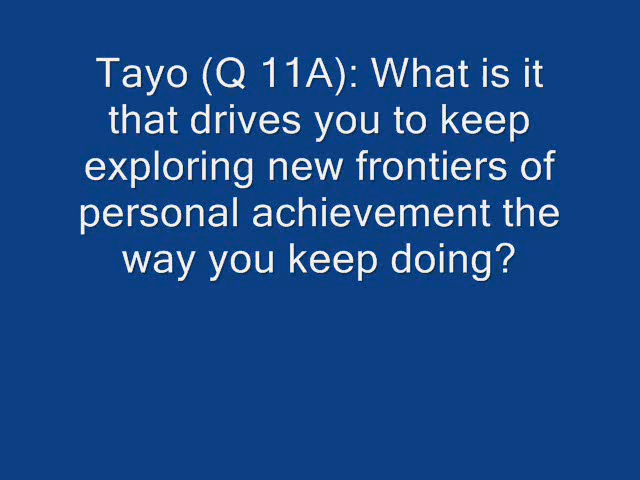 Tayo (Q 11A): What is it
that drives you to keep
exploring new frontiers of
personal achievement the
way you keep doing?